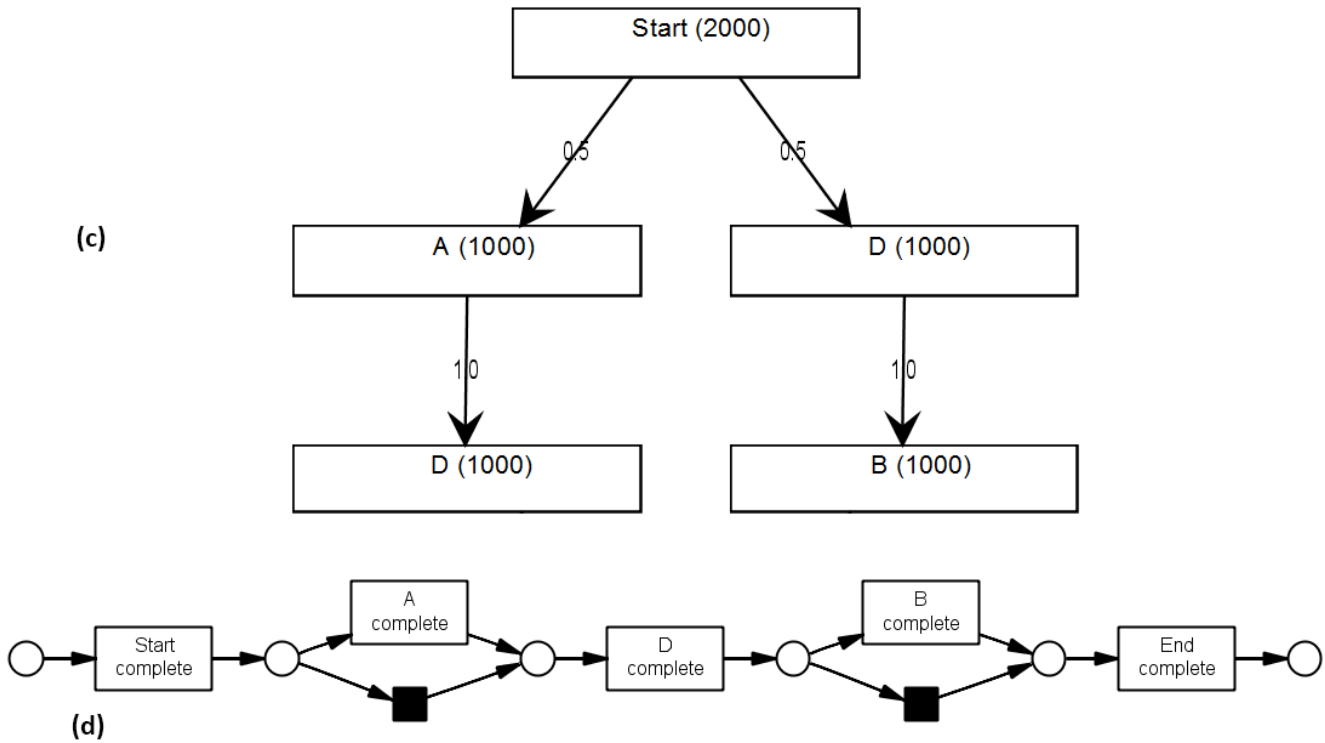 Start (2000)
0.5 0.5
(c)
A (1000) D (1000)
1.0 1.0
D (1000) B (1000)
A
complete
B
complete
Start
complete
D
complete
End
complete
(d)